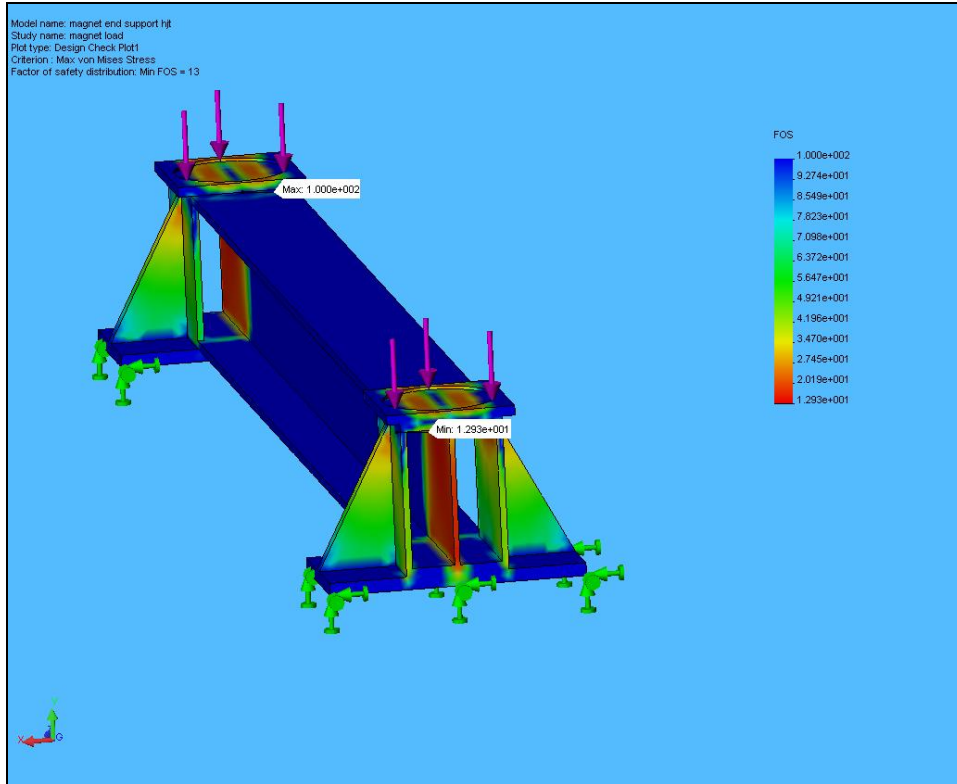 Model name: magnet end support hjt
Study name: magnet load
Plot type: Design Check Plot1
Criterion : Max von Mises Stress
Factor of safety distribution: Min FOS = 13
FOS
1.000e+002
9.274e+001
8.549e+001
7.823e+001
7.098e+001
6.372e+001
5.647e+001
4.921e+001
4.196e+001
3.470e+001
2.745e+001
2.019e+001
1.293e+001
Max: 1.000e+002
Min: 1.293e+001
Y
X
G